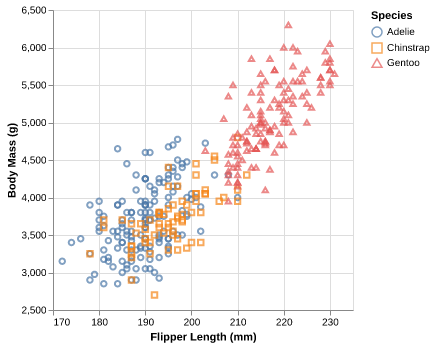 6,500
6,000
5,500
5,000
4,500
4,000
3,500
3,000
2,500
Body Mass (g)
170 180 190 200 210 220 230
Flipper Length (mm)
Species
Adelie
Chinstrap
Gentoo